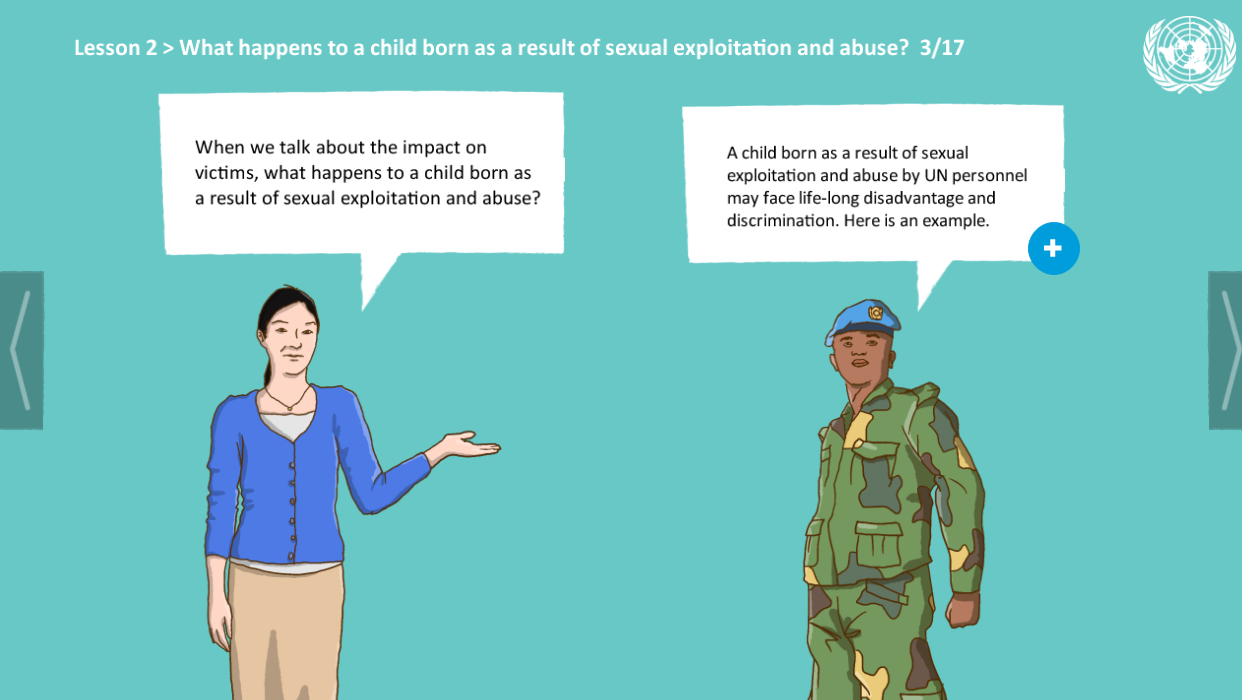 Lesson 2 > What happens to a child born as a result of sexual exploitation and abuse? 3/17
When we talk about the impact on
victims, what happens to a child born as
a result of sexual exploitation and abuse?
A child born as a result of sexual
exploitation and abuse by UN personnel
may face life-long disadvantage and
discrimination. Here is an example.